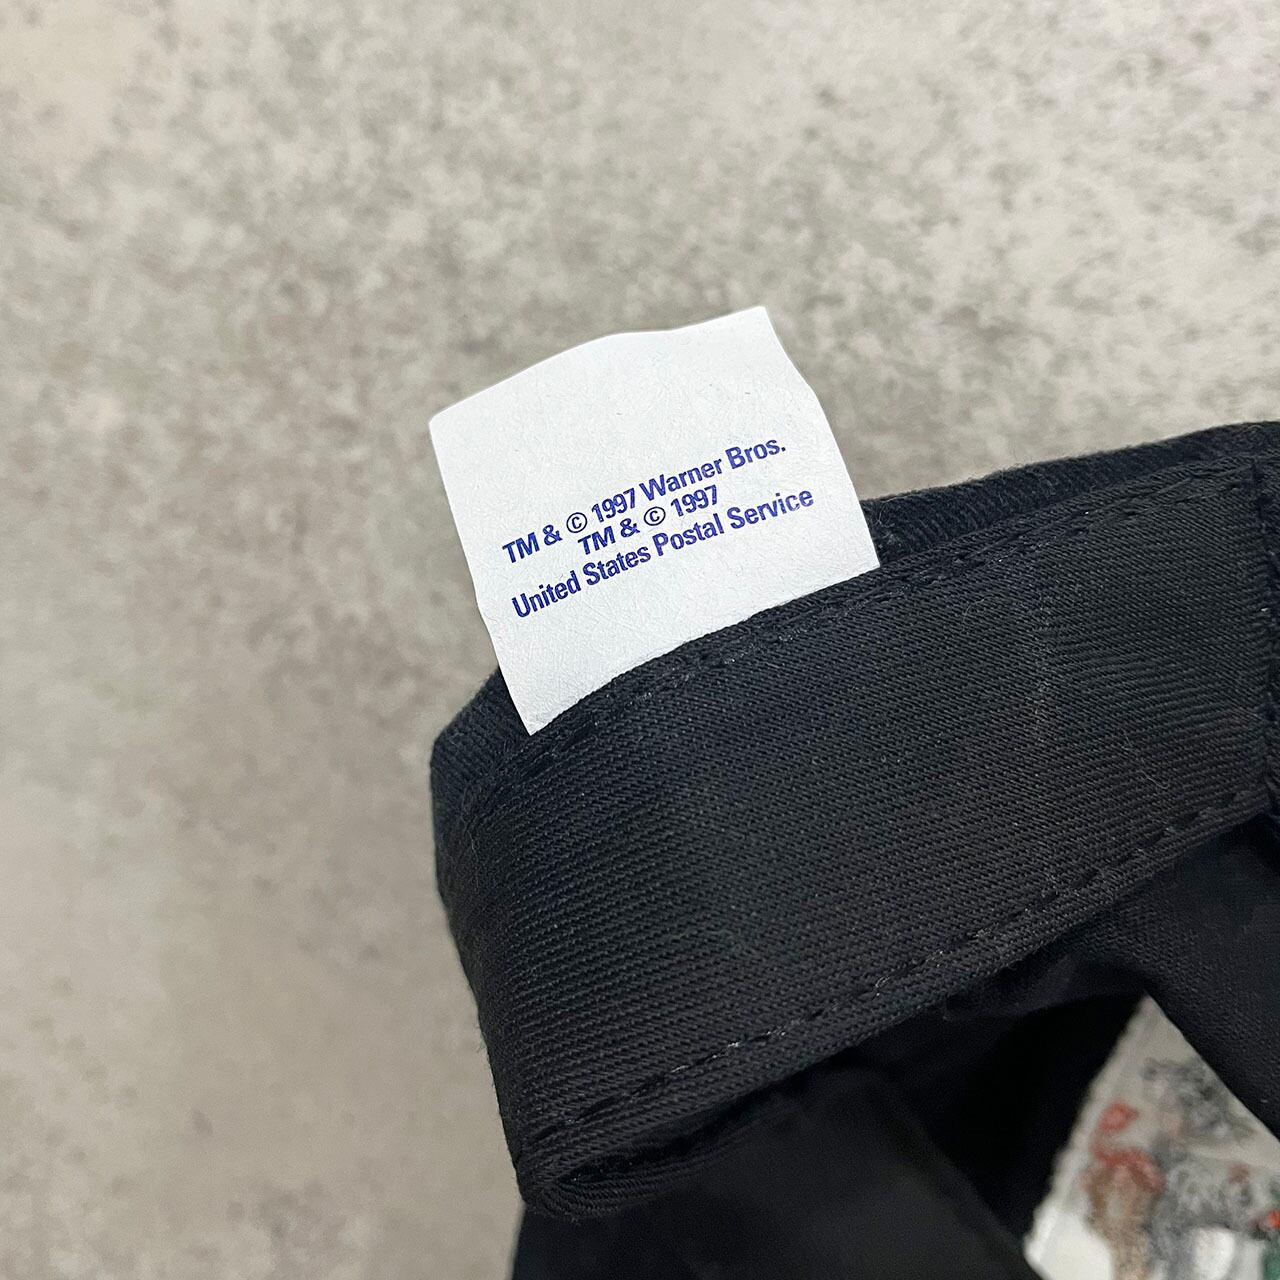 TM & © 1997 Warner Bros.
TM & © 1997
United States Postal Service